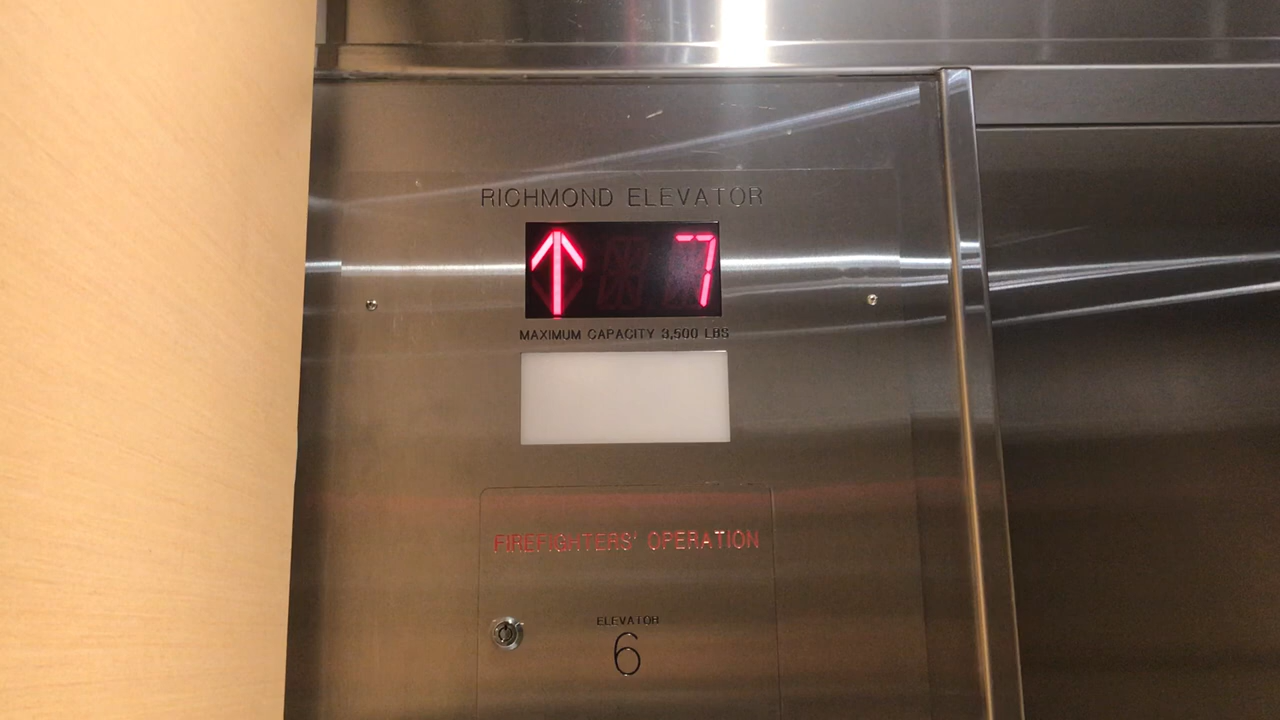 RICHMOND ELEVATOR
7
MAXIMUM CAPACITY 3,500 LBS
FIREFIGHTERS' OPERATION
ELEVATOR
6